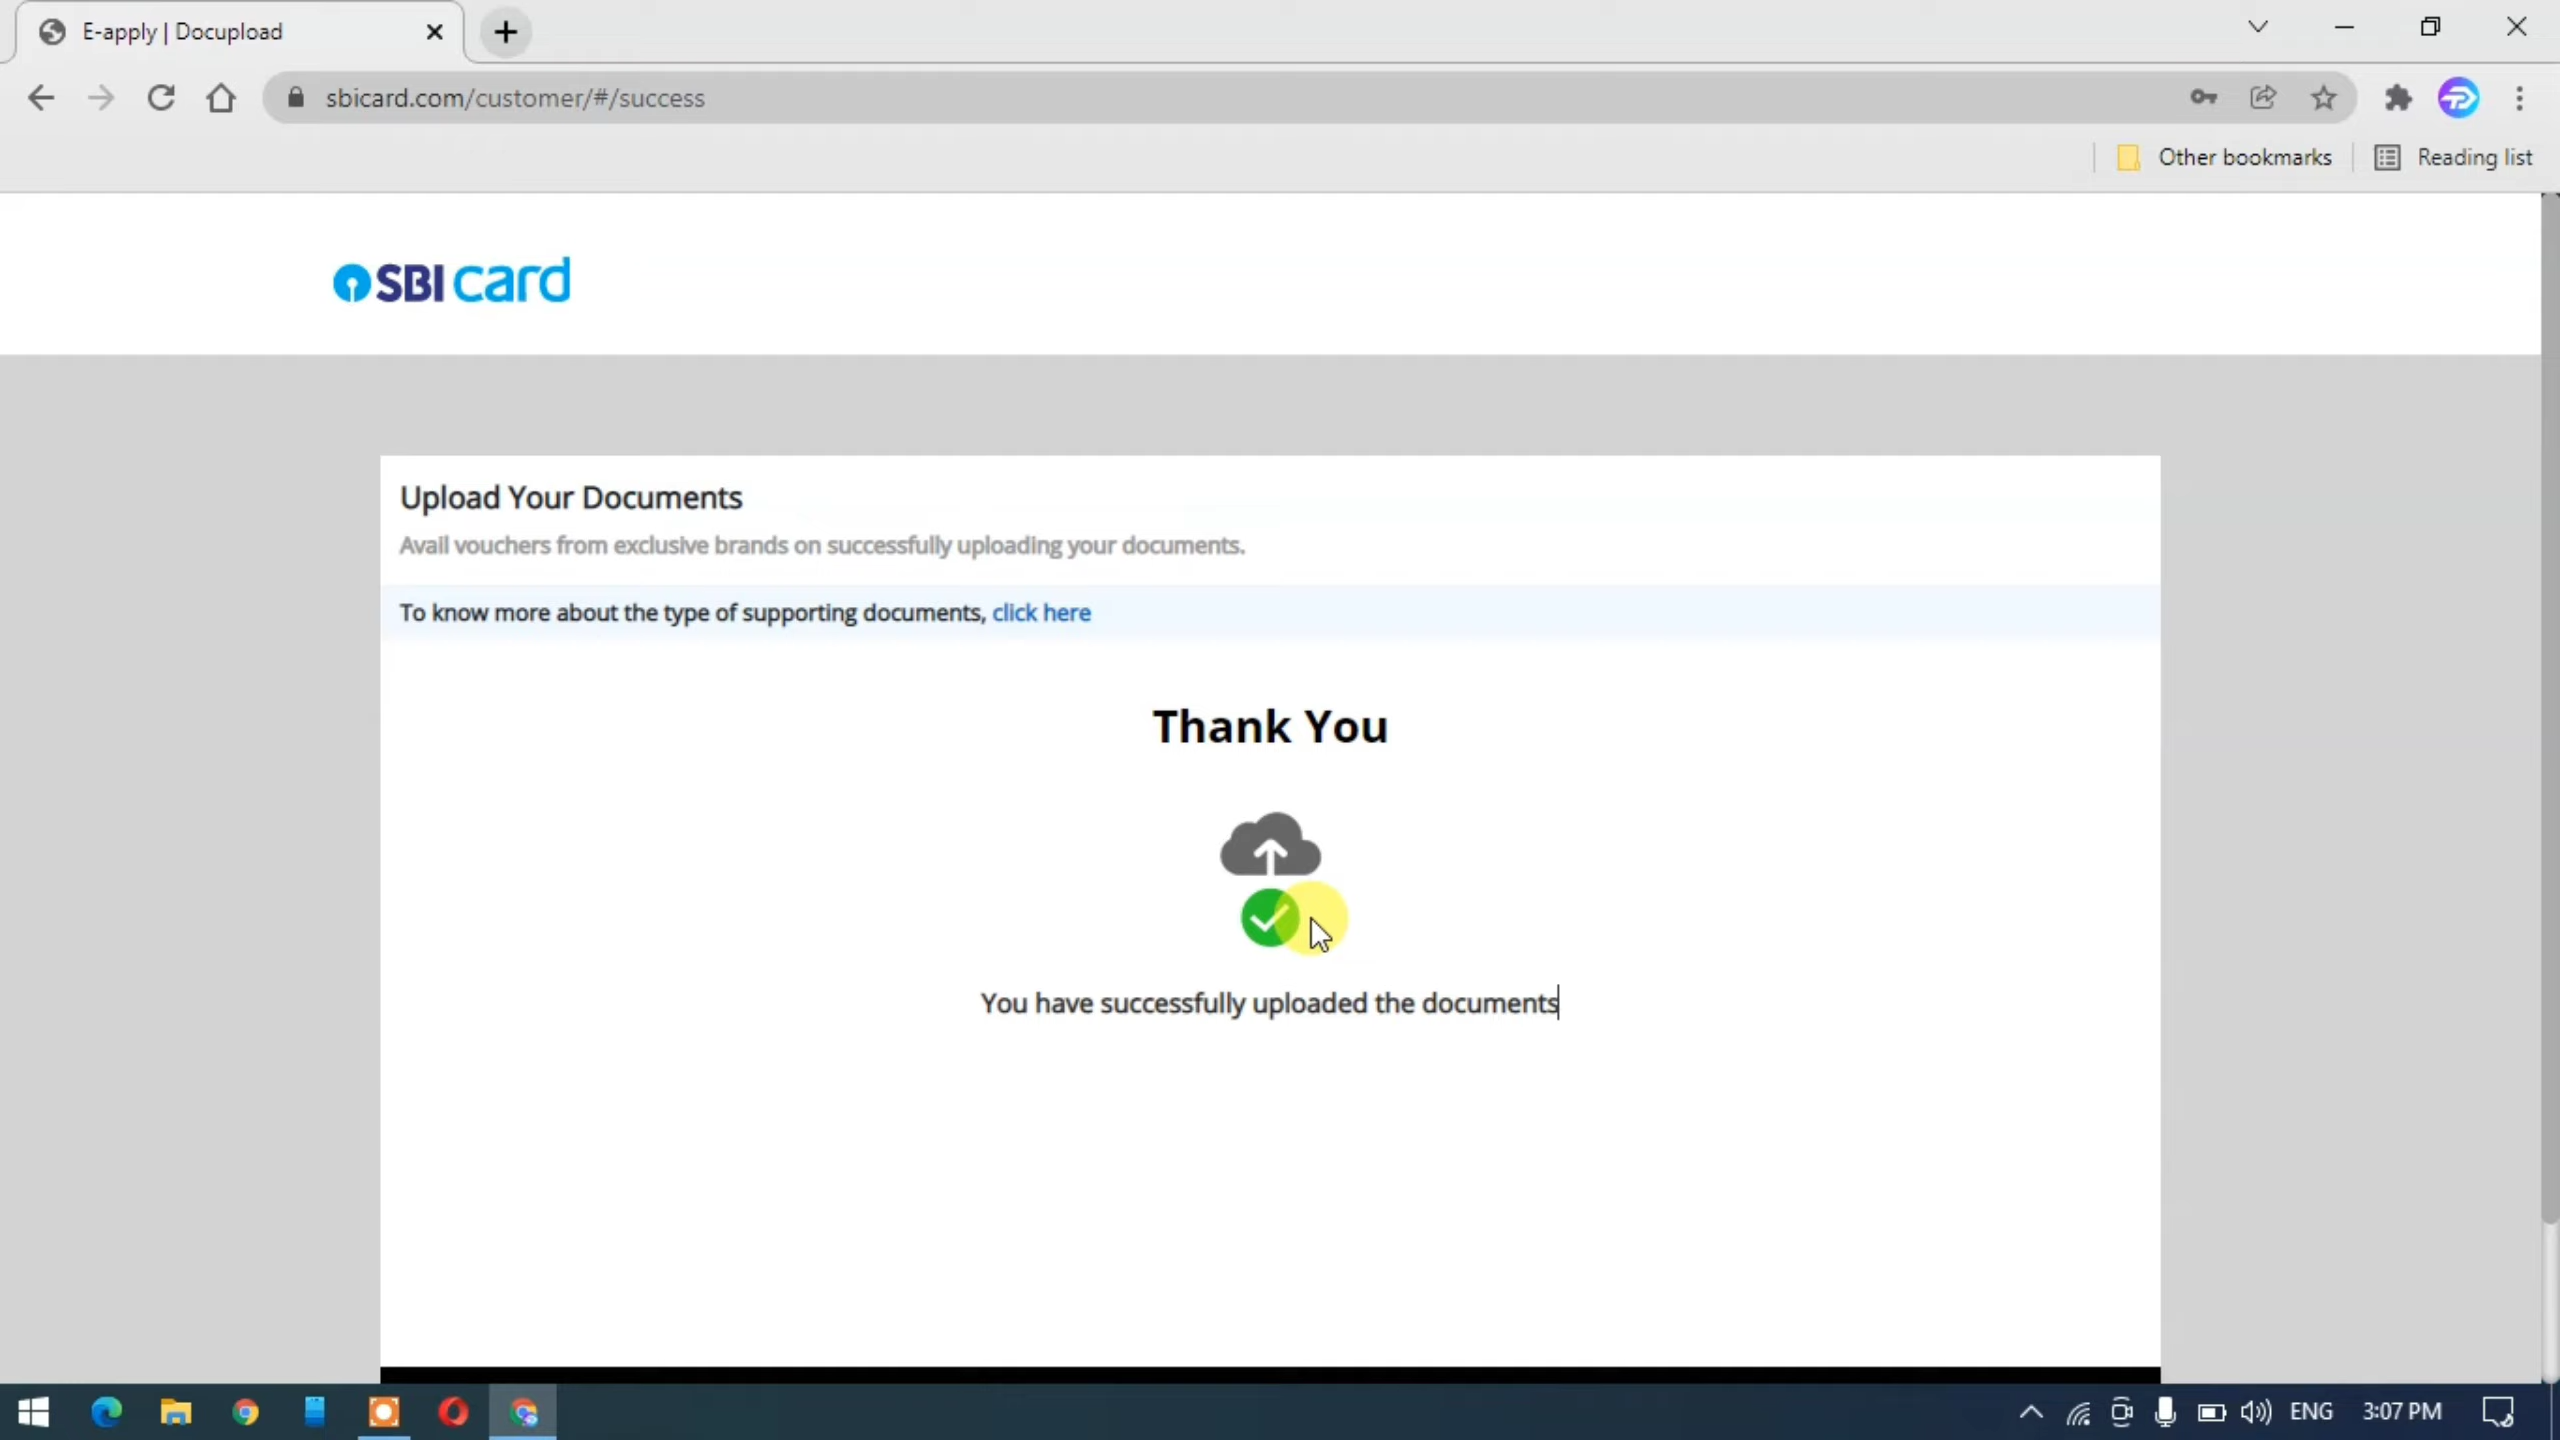 E-apply | Docupload
sbicard.com/customer/#/success
Other bookmarks
Reading list
SBI card
Upload Your Documents
Avail vouchers from exclusive brands on successfully uploading your documents.
To know more about the type of supporting documents, click here
Thank You
You have successfully uploaded the documents
ENG
3:07 PM